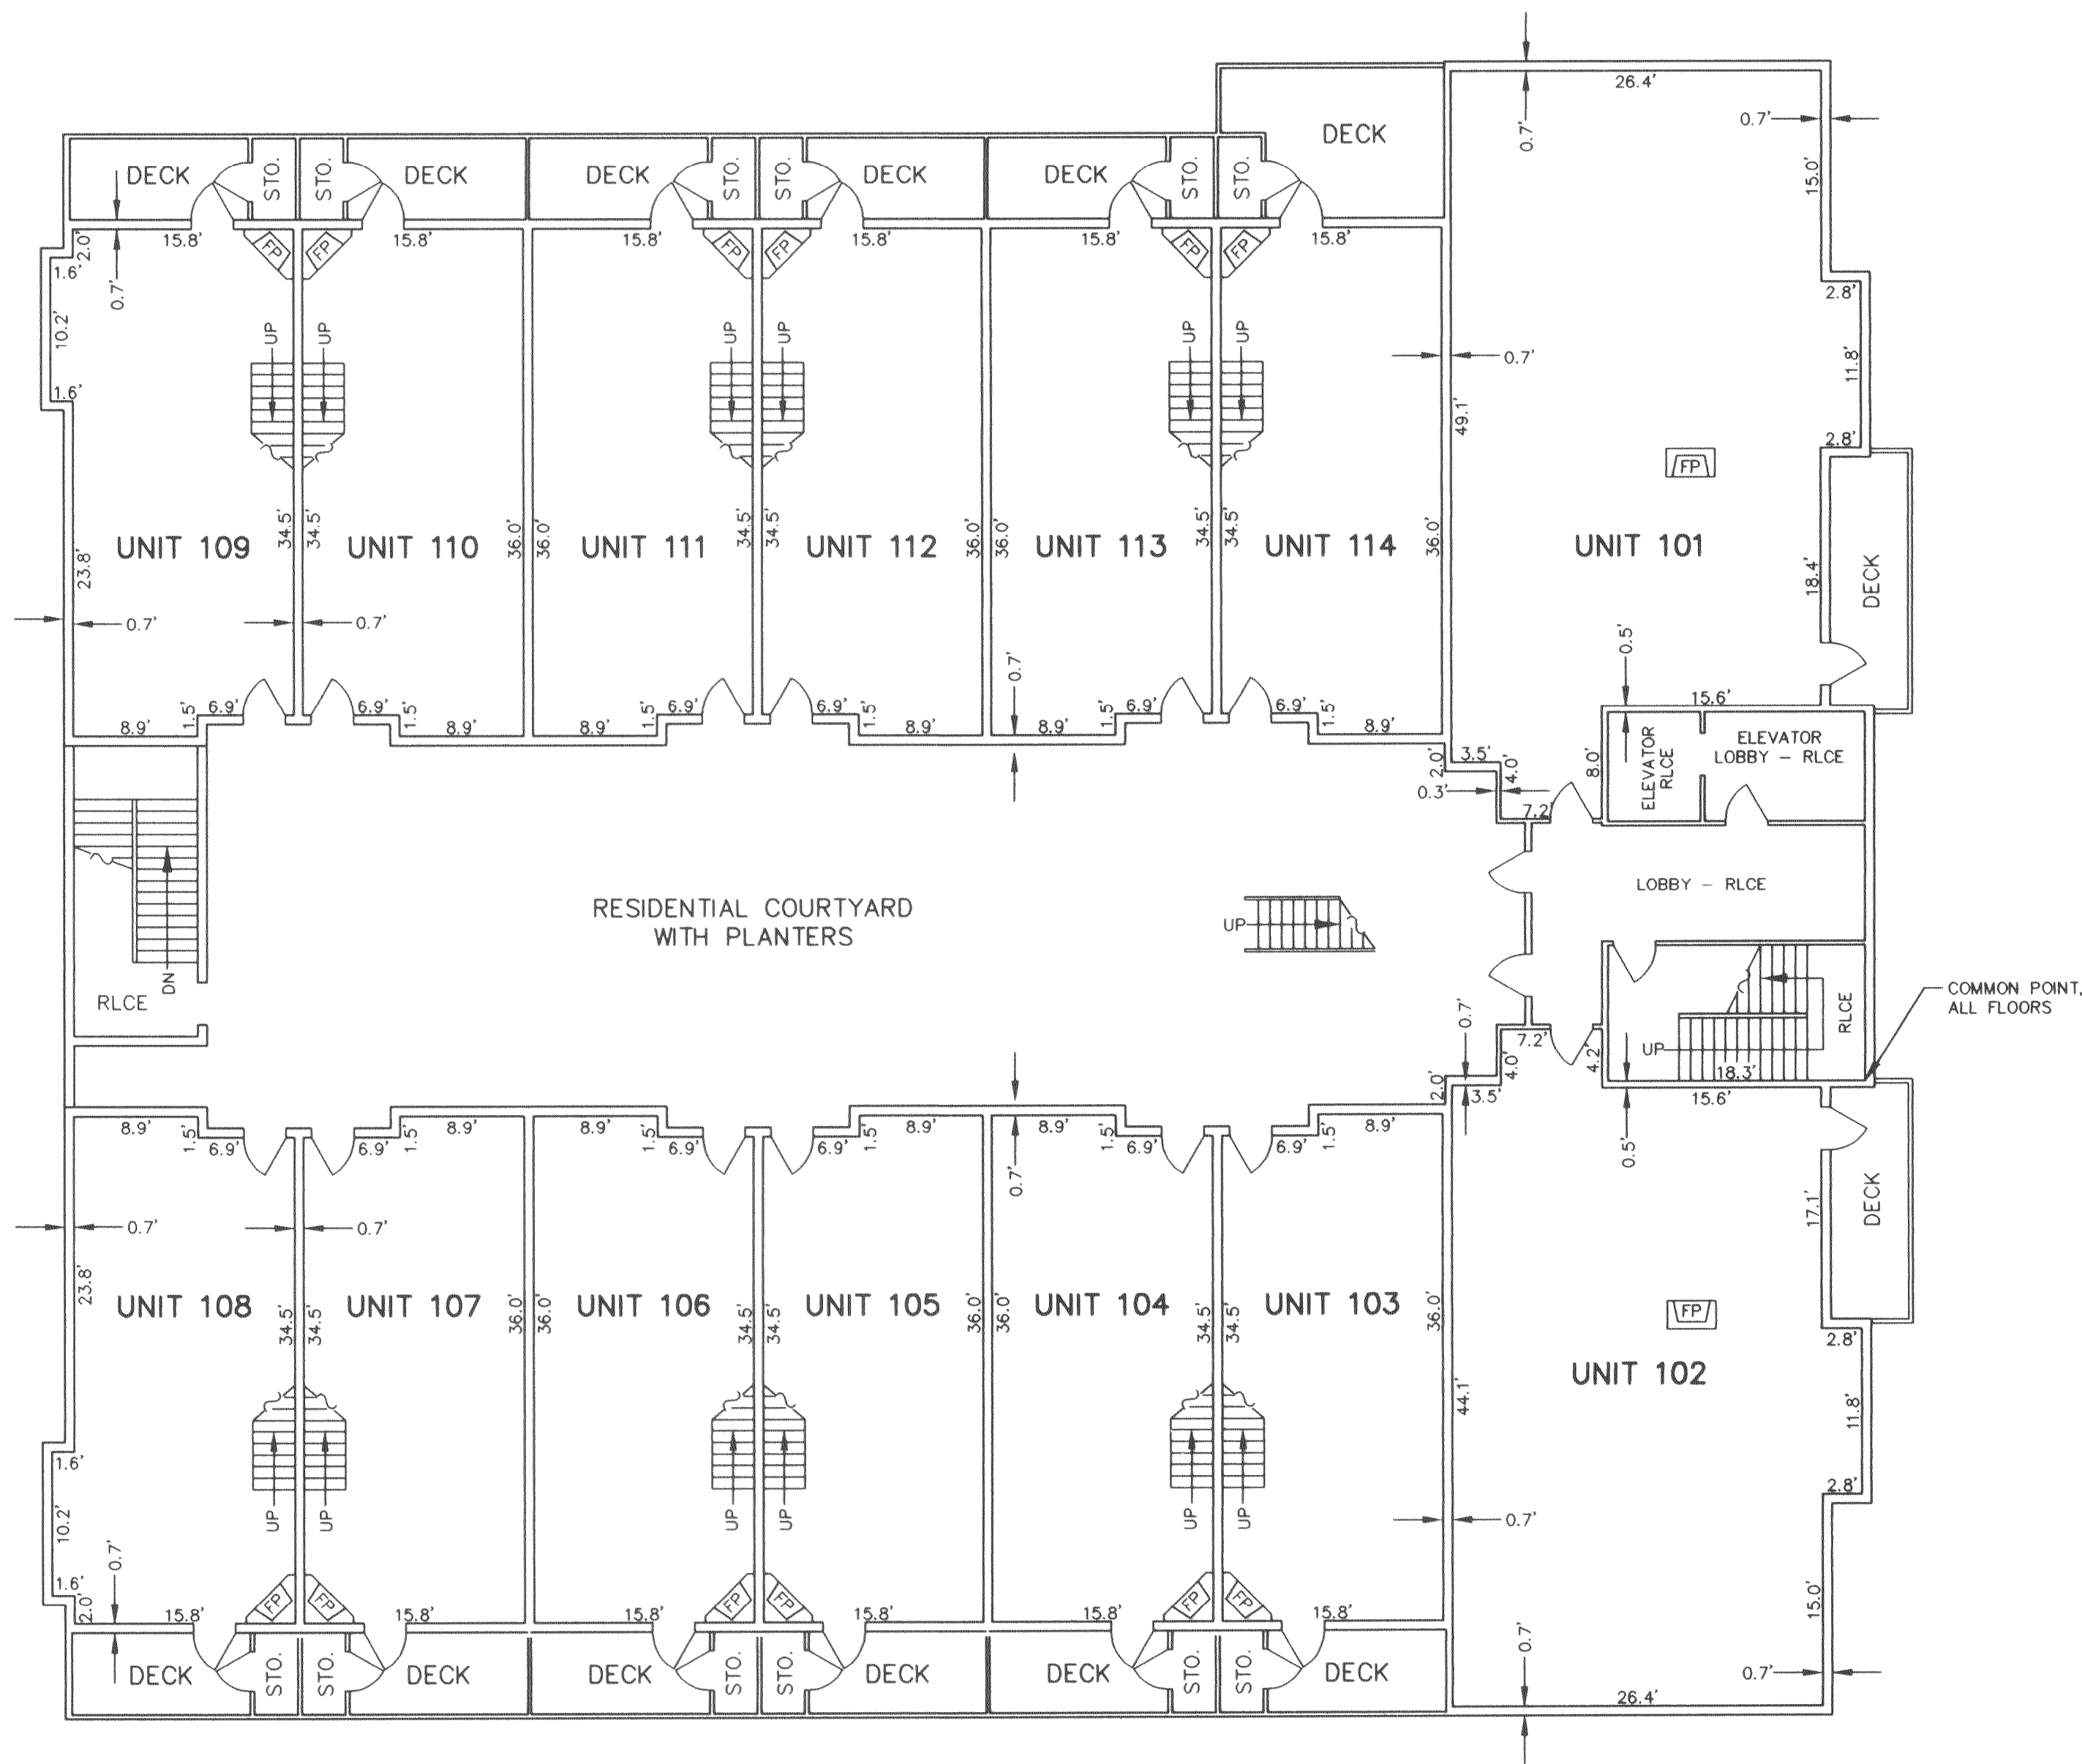 26.4'
0.7'
0.7'
15.0'
DECK
DECK
STO.
STO.
DECK
DECK
STO.
STO.
DECK
DECK
STO.
STO.
15.8'
15.8'
15.8'
15.8'
15.8'
15.8'
2.0'
1.6'
0.7'
FP
FP
FP
FP
FP
FP
10.2'
1.6'
UP
UP
UP
UP
UP
UP
2.8'
11.8'
2.8'
0.7'
49.1'
FP
34.5'
34.5'
36.0'
36.0'
34.5'
34.5'
36.0'
36.0'
34.5'
34.5'
36.0'
UNIT 109
UNIT 110
UNIT 111
UNIT 112
UNIT 113
UNIT 114
UNIT 101
23.8'
18.4'
DECK
0.7'
0.7'
0.7'
0.5'
15.6'
8.9'
1.5'
6.9'
6.9'
1.5'
8.9'
8.9'
1.5'
6.9'
6.9'
1.5'
8.9'
8.9'
1.5'
6.9'
6.9'
1.5'
8.9'
2.0'
3.5'
4.0'
0.3'
7.2'
8.0'
ELEVATOR
RLCE
ELEVATOR
LOBBY – RLCE
LOBBY – RLCE
RESIDENTIAL COURTYARD
WITH PLANTERS
UP
DN
RLCE
RLCE
COMMON POINT,
ALL FLOORS
UP
18.3'
15.6'
0.7'
7.2'
4.2'
4.0'
2.0'
3.5'
0.5'
8.9'
1.5'
6.9'
6.9'
1.5'
8.9'
8.9'
1.5'
6.9'
6.9'
1.5'
8.9'
8.9'
1.5'
6.9'
6.9'
1.5'
8.9'
0.7'
0.7'
0.7'
17.1'
DECK
23.8'
UNIT 108
UNIT 107
UNIT 106
UNIT 105
UNIT 104
UNIT 103
UNIT 102
34.5'
34.5'
36.0'
36.0'
34.5'
34.5'
36.0'
36.0'
34.5'
34.5'
36.0'
FP
2.8'
11.8'
2.8'
44.1'
0.7'
1.6'
10.2'
1.6'
2.0'
0.7'
UP
UP
UP
UP
UP
UP
FP
FP
FP
FP
FP
FP
15.8'
15.8'
15.8'
15.8'
15.8'
15.8'
15.0'
DECK
STO.
STO.
DECK
DECK
STO.
STO.
DECK
DECK
STO.
STO.
DECK
0.7'
0.7'
26.4'